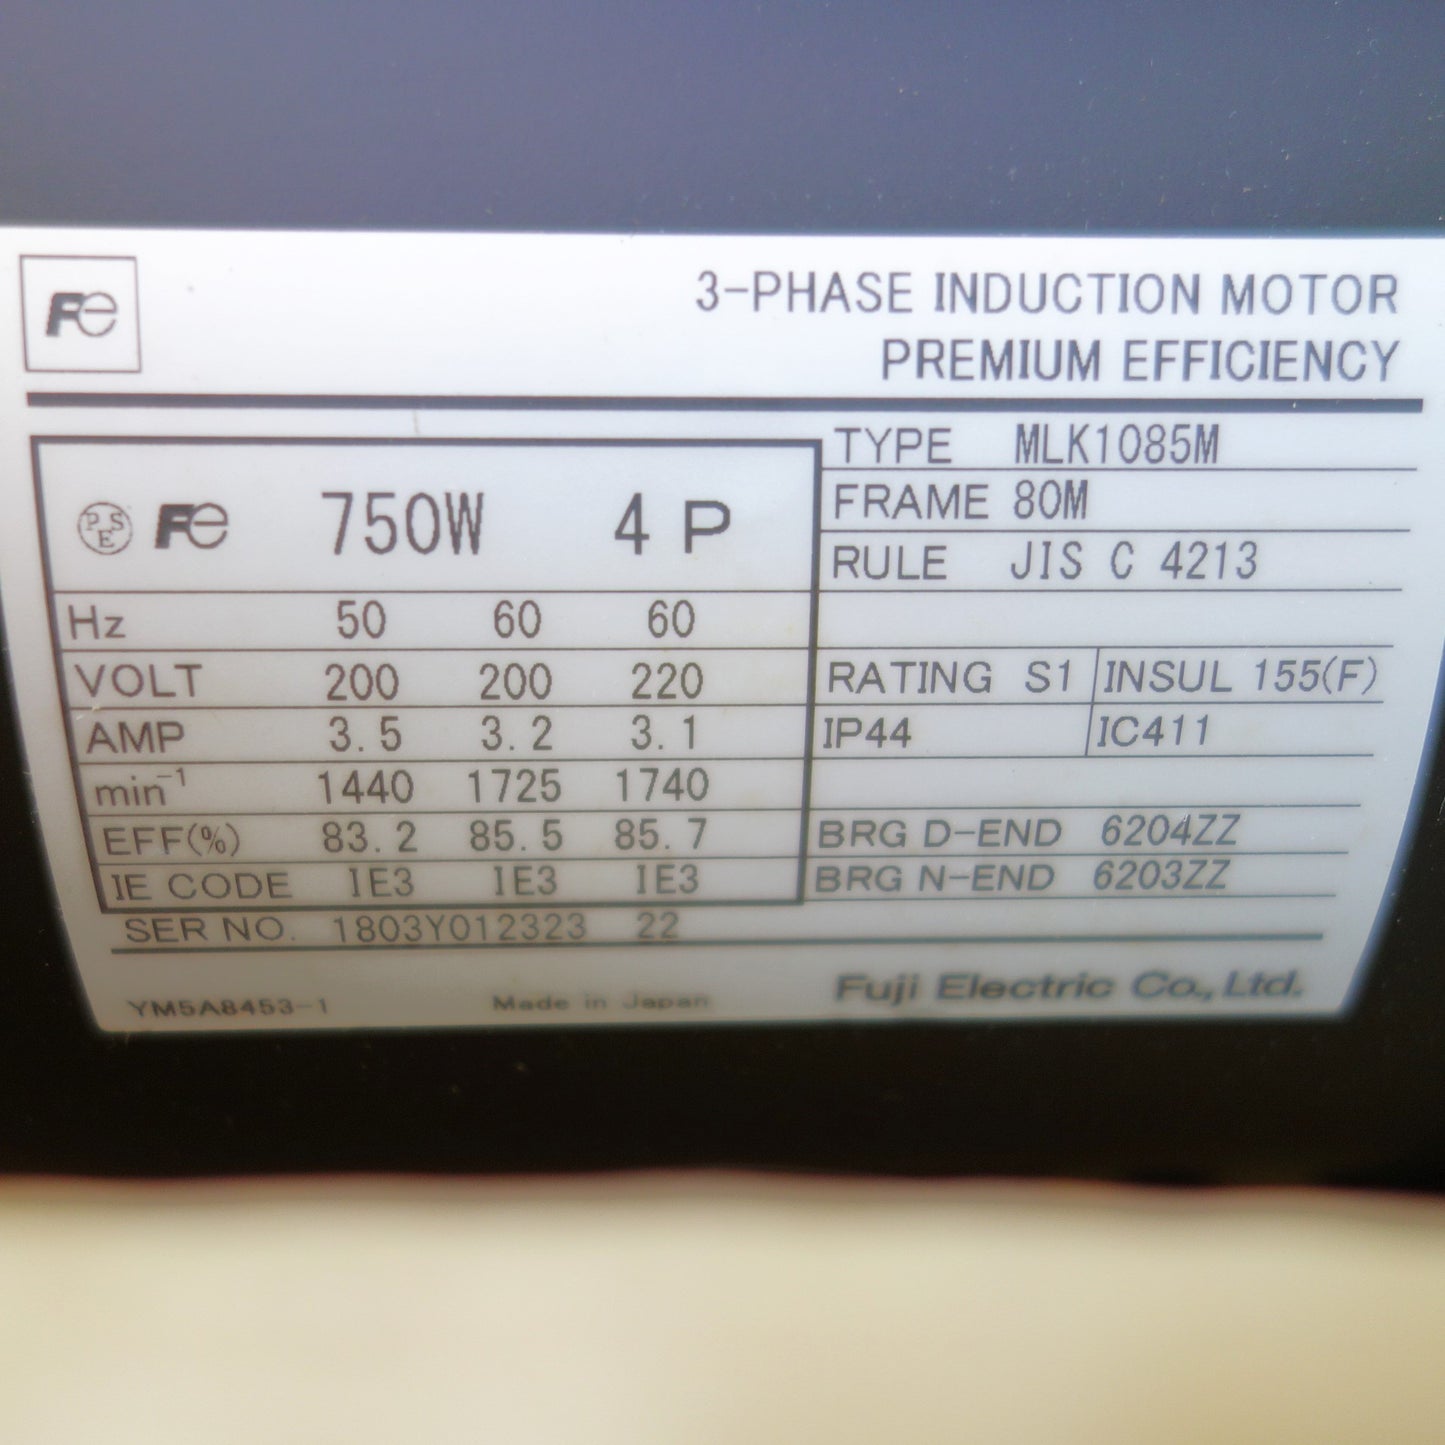 Fe
3-PHASE INDUCTION MOTOR
PREMIUM EFFICIENCY
PSE Fe 750W 4 P
Hz 50 60 60
VOLT 200 200 220
AMP 3.5 3.2 3.1
min⁻¹ 1440 1725 1740
EFF(%) 83.2 85.5 85.7
IE CODE IE3 IE3 IE3
SER NO. 1803Y012323 22
TYPE MLK1085M
FRAME 80M
RULE JIS C 4213
RATING S1 INSUL 155(F)
IP44 IC411
BRG D-END 6204ZZ
BRG N-END 6203ZZ
YM5A8453-1 Made in Japan Fuji Electric Co., Ltd.